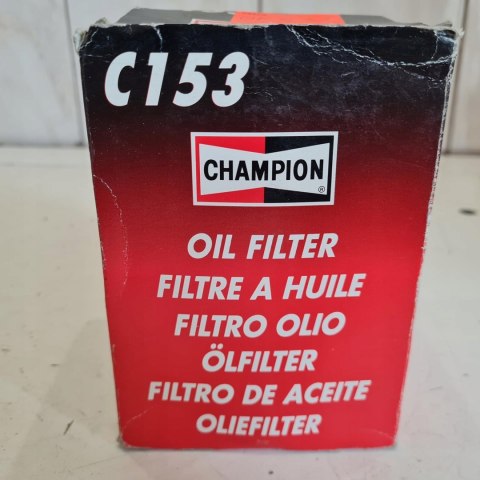 C153
CHAMPION
®
OIL FILTER
FILTRE A HUILE
FILTRO OLIO
ÖLFILTER
FILTRO DE ACEITE
OLIEFILTER